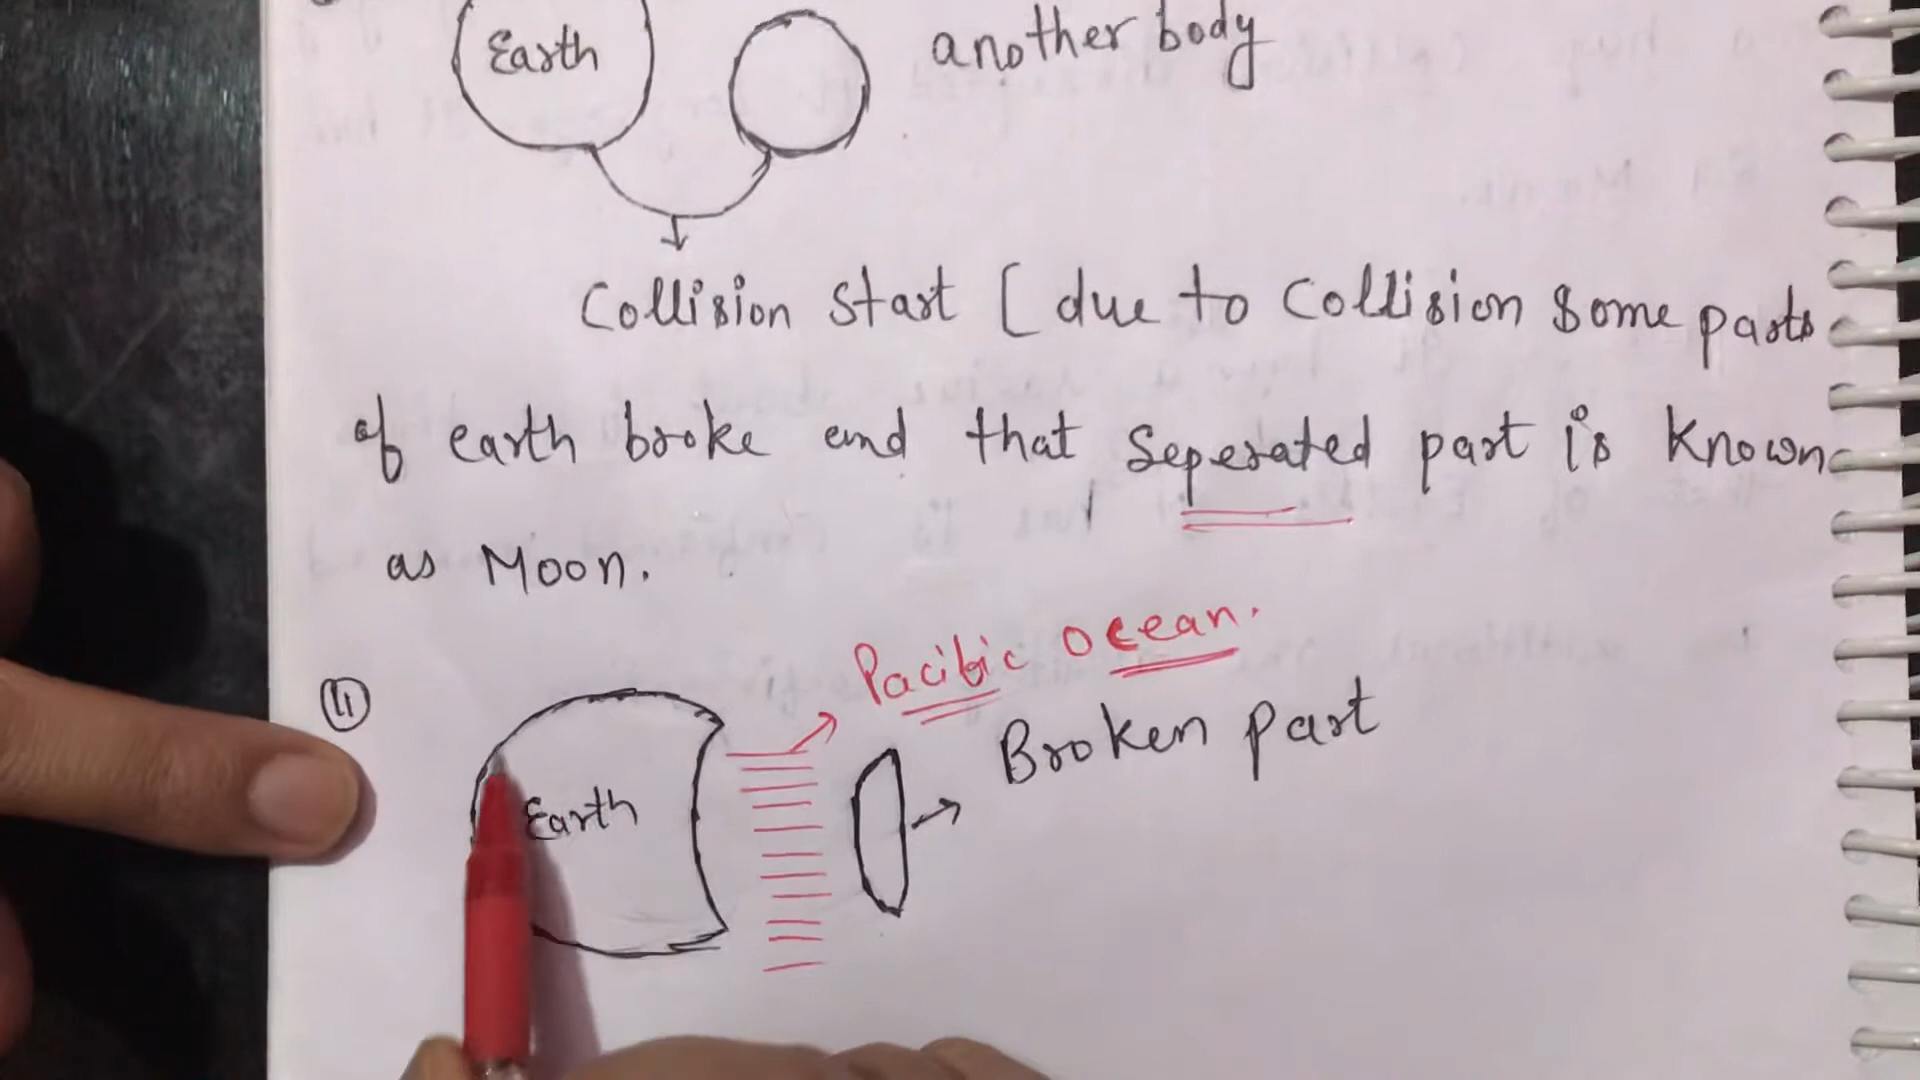 Earth
another body
Collision start [ due to collision some parts
of earth broke and that seperated part is known
as Moon.
Pacific Ocean.
(11)
Broken part
Earth